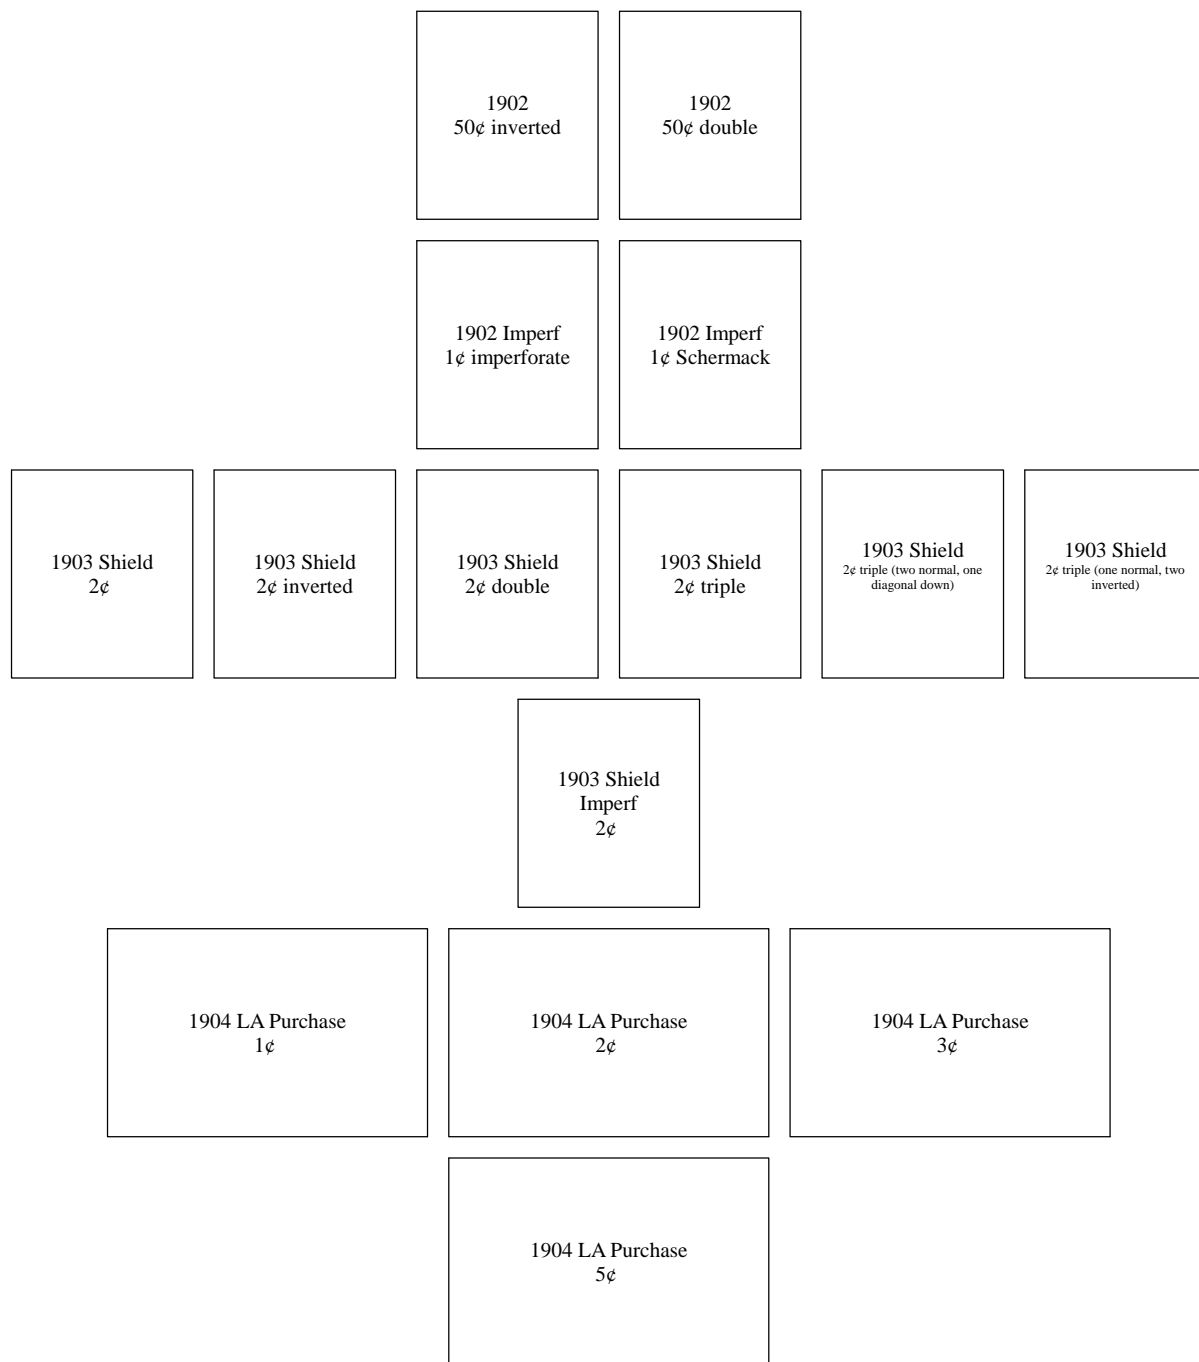 1902
50¢ inverted
1902
50¢ double
1902 Imperf
1¢ imperforate
1902 Imperf
1¢ Schermack
1903 Shield
2¢
1903 Shield
2¢ inverted
1903 Shield
2¢ double
1903 Shield
2¢ triple
1903 Shield
2¢ triple (two normal, one
diagonal down)
1903 Shield
2¢ triple (one normal, two
inverted)
1903 Shield
Imperf
2¢
1904 LA Purchase
1¢
1904 LA Purchase
2¢
1904 LA Purchase
3¢
1904 LA Purchase
5¢